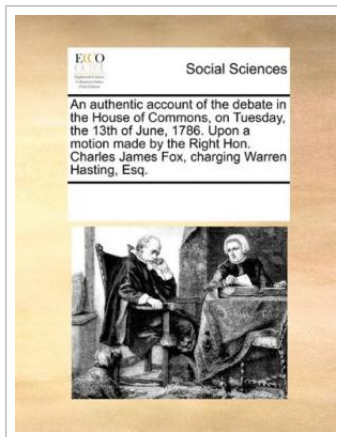 ECCO
Social Sciences
An authentic account of the debate in
the House of Commons, on Tuesday,
the 13th of June, 1786. Upon a
motion made by the Right Hon.
Charles James Fox, charging Warren
Hasting, Esq.